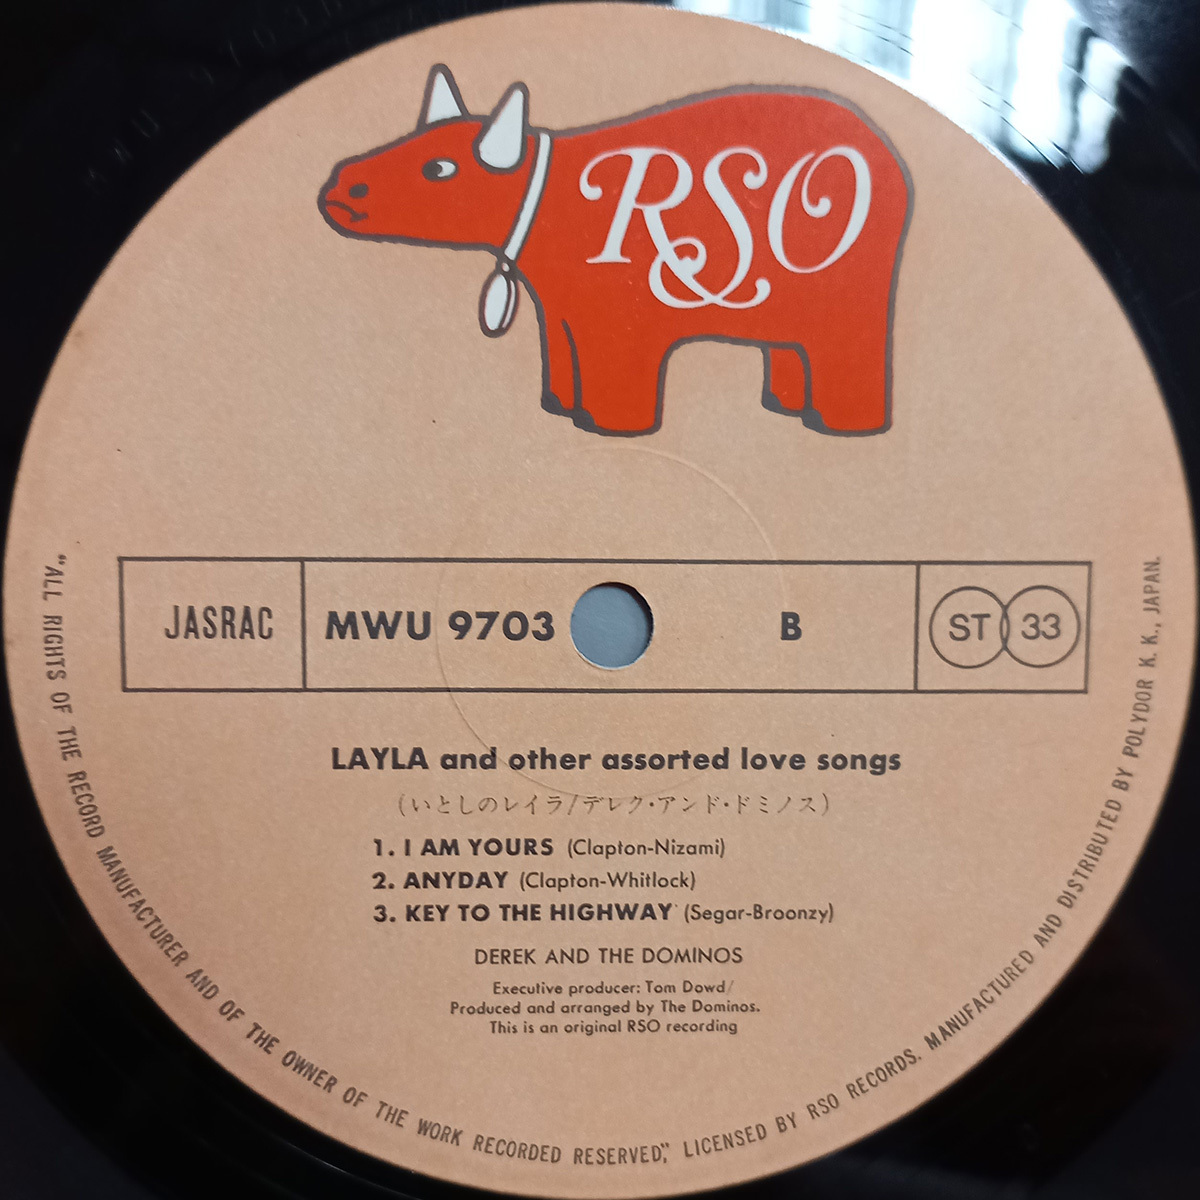 RSO
JASRAC
MWU 9703
B
ST 33
LAYLA and other assorted love songs
(いとしのレイラ/デレク・アンド・ドミノス)
1. I AM YOURS (Clapton-Nizami)
2. ANYDAY (Clapton-Whitlock)
3. KEY TO THE HIGHWAY (Segar-Broonzy)
DEREK AND THE DOMINOS
Executive producer: Tom Dowd/
Produced and arranged by The Dominos.
This is an original RSO recording
"ALL RIGHTS OF THE RECORD MANUFACTURER AND OF THE OWNER OF THE WORK RECORDED RESERVED," LICENSED BY RSO RECORDS. MANUFACTURED AND DISTRIBUTED BY POLYDOR K. K., JAPAN.